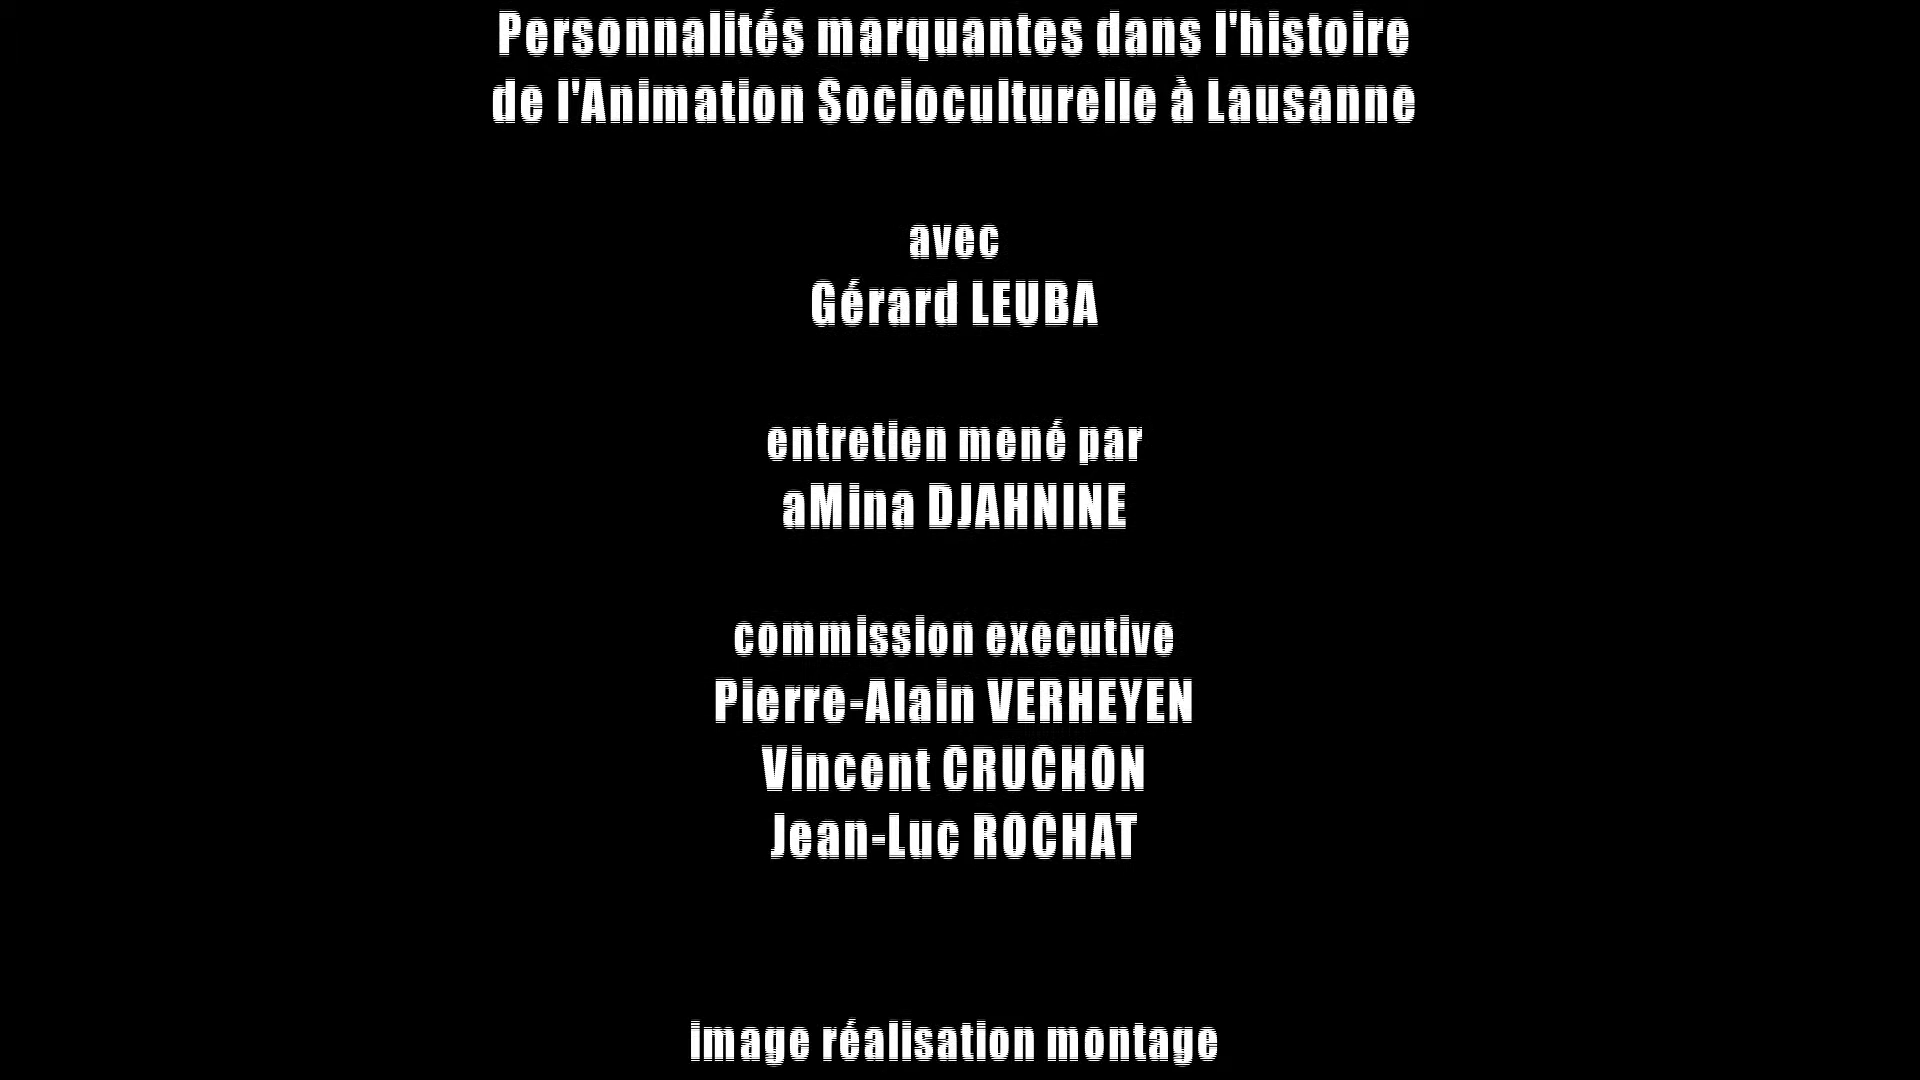 Personnalités marquantes dans l'histoire
de l'Animation Socioculturelle à Lausanne
avec
Gérard LEUBA
entretien mené par
aMina DJAHNINE
commission executive
Pierre-Alain VERHEYEN
Vincent CRUCHON
Jean-Luc ROCHAT
image réalisation montage